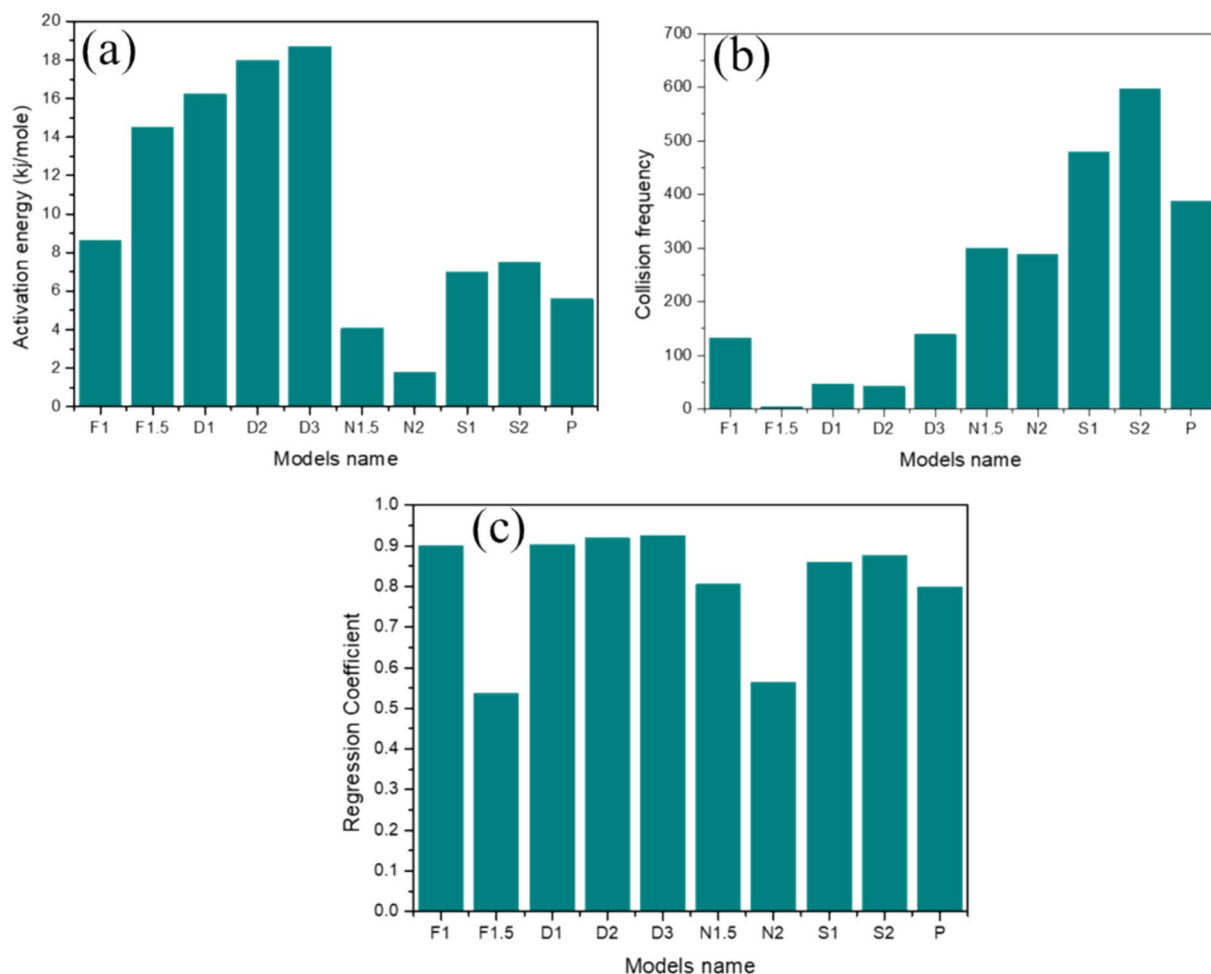 (a)
Activation energy (kj/mole)
20
18
16
14
12
10
8
6
4
2
0
F1 F1.5 D1 D2 D3 N1.5 N2 S1 S2 P
Models name
(b)
Collision frequency
700
600
500
400
300
200
100
0
F1 F1.5 D1 D2 D3 N1.5 N2 S1 S2 P
Models name
(c)
Regression Coefficient
1.0
0.9
0.8
0.7
0.6
0.5
0.4
0.3
0.2
0.1
0.0
F1 F1.5 D1 D2 D3 N1.5 N2 S1 S2 P
Models name